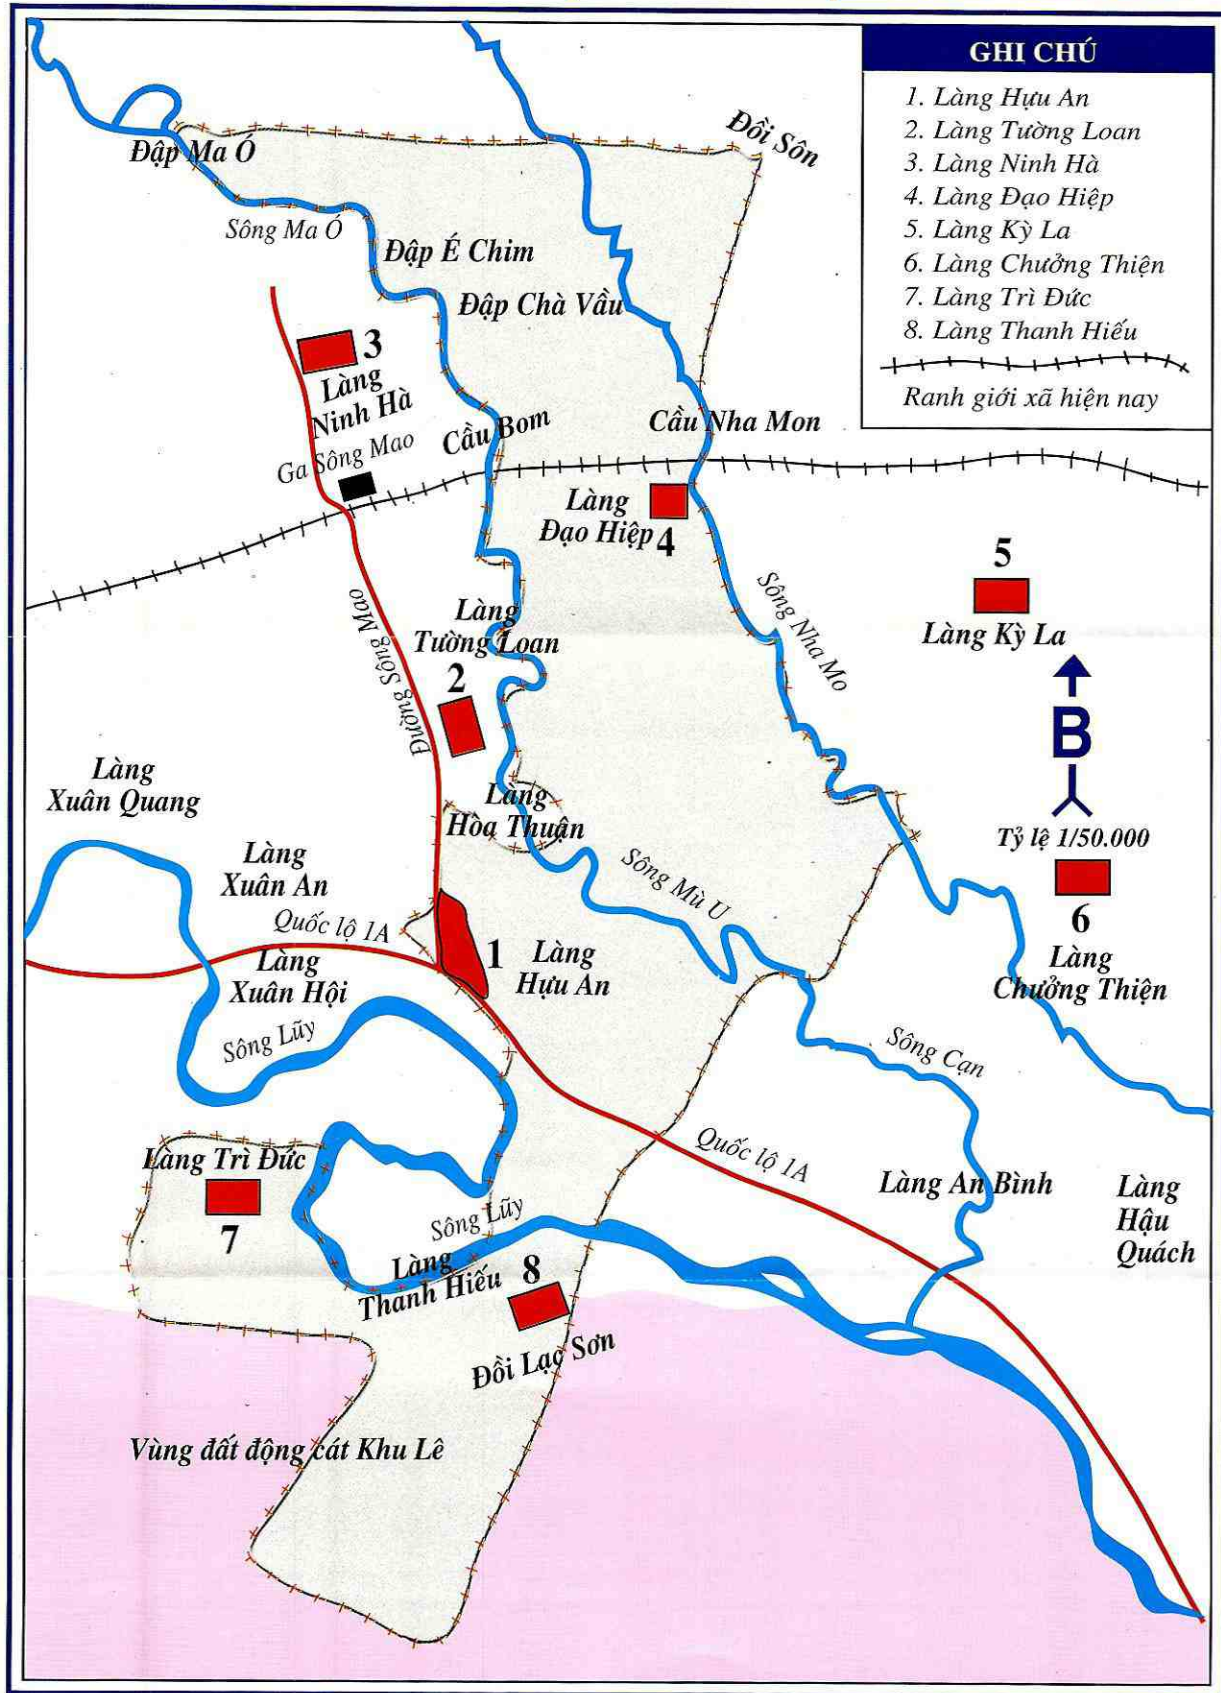 GHI CHÚ
1. Làng Hựu An
2. Làng Tường Loan
3. Làng Ninh Hà
4. Làng Đạo Hiệp
5. Làng Kỳ La
6. Làng Chưởng Thiện
7. Làng Trì Đức
8. Làng Thanh Hiếu
Ranh giới xã hiện nay
Đồi Sôn
Đập Ma Ó
Sông Ma Ó
Đập É Chim
Đập Chà Vầu
3
Làng
Ninh Hà
Cầu Bom
Cầu Nha Mon
Ga Sông Mao
Làng
Đạo Hiệp
4
5
Làng Kỳ La
Sông Nha Mo
Đường Sông Mao
Làng
Tường Loan
2
B
Tỷ lệ 1/50.000
6
Làng
Chưởng Thiện
Làng
Xuân Quang
Làng
Hòa Thuận
Làng
Xuân An
Sông Mù U
Quốc lộ 1A
1
Làng
Hựu An
Làng
Xuân Hội
Sông Lũy
Sông Cạn
Quốc lộ 1A
Làng Trì Đức
7
Làng An Bình
Làng
Hậu
Quách
Sông Lũy
Làng
Thanh Hiếu
8
Đồi Lạc Sơn
Vùng đất động cát Khu Lê